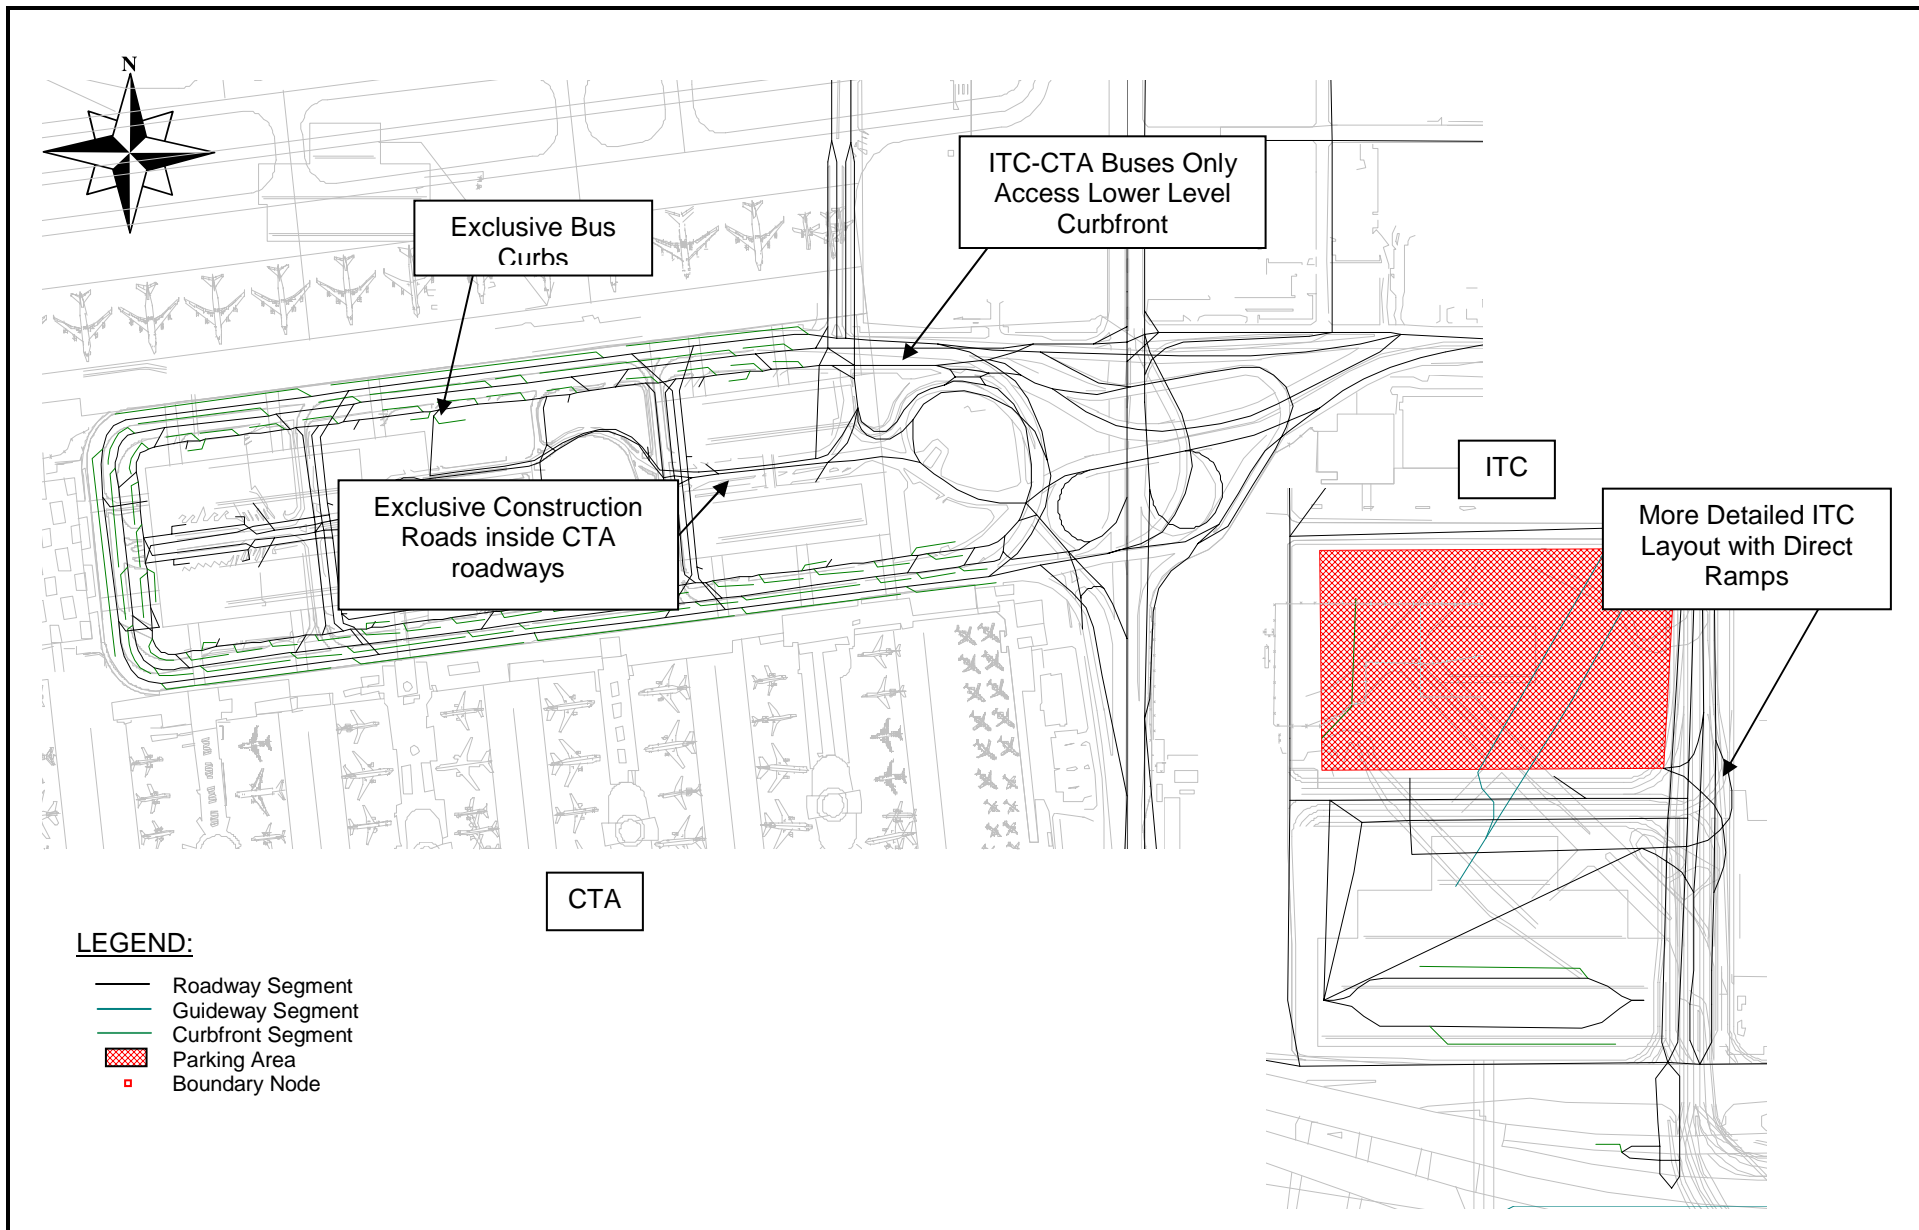 N
ITC-CTA Buses Only
Access Lower Level
Curbfront
Exclusive Bus
Curbs
ITC
Exclusive Construction
Roads inside CTA
roadways
More Detailed ITC
Layout with Direct
Ramps
CTA
LEGEND:
Roadway Segment
Guideway Segment
Curbfront Segment
Parking Area
Boundary Node